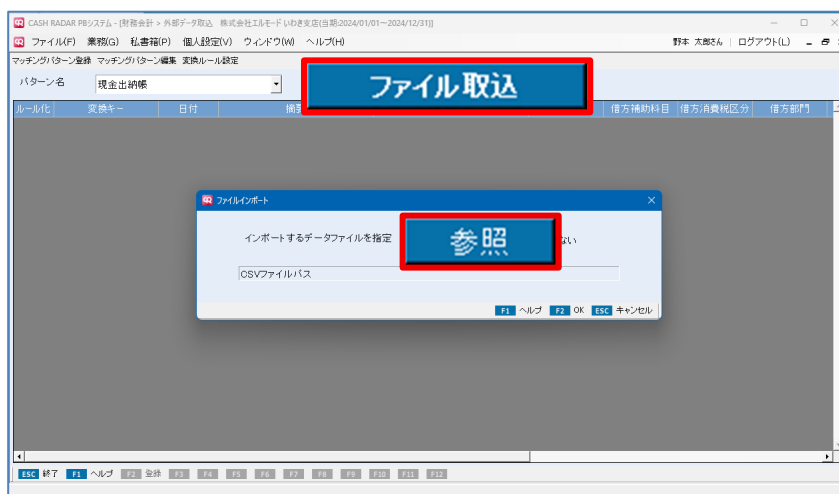 CASH RADAR PBシステム - [財務会計 > 外部データ取込 株式会社エルモード いわき支店(当期:2024/01/01～2024/12/31)]
ファイル(F) 業務(G) 私書箱(P) 個人設定(V) ウィンドウ(W) ヘルプ(H) 野本 太郎さん ログアウト(L)
マッチングパターン登録 マッチングパターン編集 変換ルール設定
パターン名 現金出納帳 ファイル取込
ルール化 変換キー 日付 摘要 借方補助科目 借方消費税区分 借方部門
ファイルインポート
インポートするデータファイルを指定 参照 ない
CSVファイルパス
F1 ヘルプ F2 OK ESC キャンセル
ESC 終了 F1 ヘルプ F2 登録 F3 F4 F5 F6 F7 F8 F9 F10 F11 F12